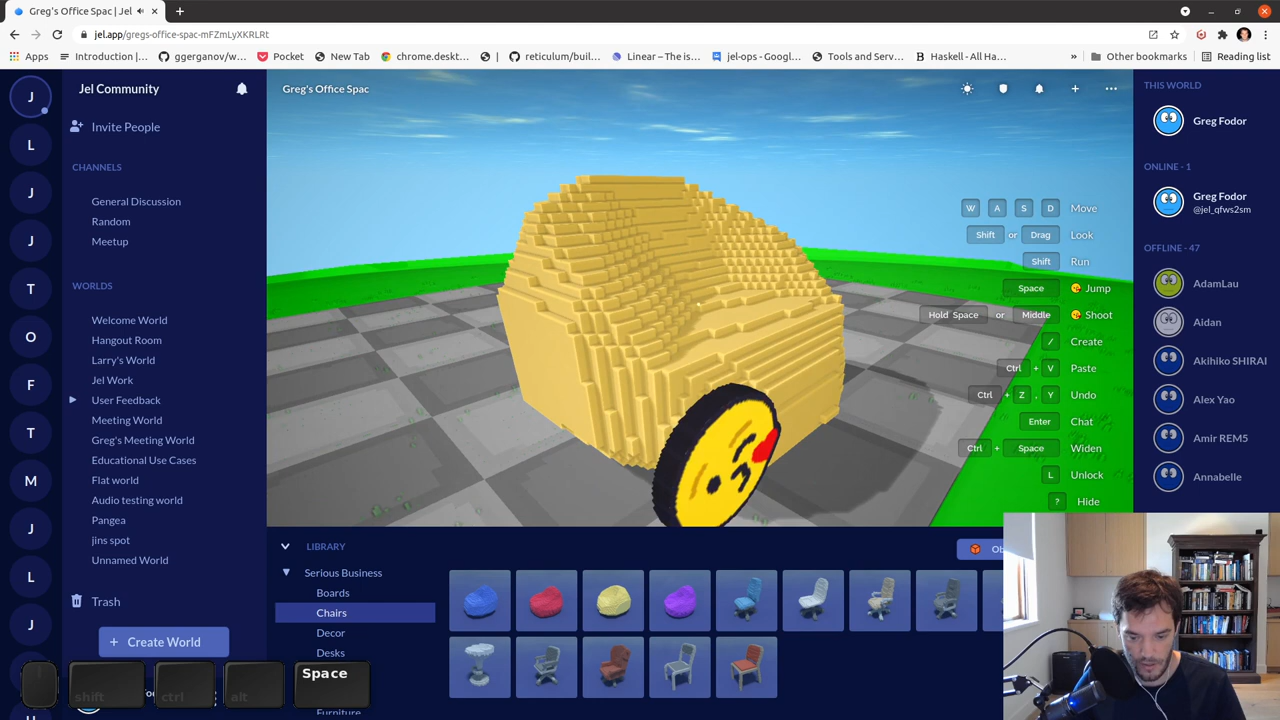 Greg's Office Spac | Jel
jel.app/gregs-office-spac-mFZmLyXKRLRt
Apps
Introduction |...
ggerganov/w...
Pocket
New Tab
chrome.deskt...
|
reticulum/buil...
Linear – The is...
jel-ops - Googl...
Tools and Serv...
Haskell - All Ha...
»
Other bookmarks
Reading list
J
L
J
J
T
O
F
T
M
J
L
J
Jel Community
Invite People
CHANNELS
General Discussion
Random
Meetup
WORLDS
Welcome World
Hangout Room
Larry's World
Jel Work
User Feedback
Meeting World
Greg's Meeting World
Educational Use Cases
Flat world
Audio testing world
Pangea
jins spot
Unnamed World
Trash
+ Create World
shift
ctrl
alt
Space
Greg's Office Spac
W A S D Move
Shift or Drag Look
Shift Run
Space Jump
Hold Space or Middle Shoot
/ Create
Ctrl + V Paste
Ctrl + Z , Y Undo
Enter Chat
Ctrl + Space Widen
L Unlock
? Hide
LIBRARY
Serious Business
Boards
Chairs
Decor
Desks
Furniture
THIS WORLD
Greg Fodor
ONLINE - 1
Greg Fodor
@jel_qfws2sm
OFFLINE - 47
AdamLau
Aidan
Akihiko SHIRAI
Alex Yao
Amir REM5
Annabelle